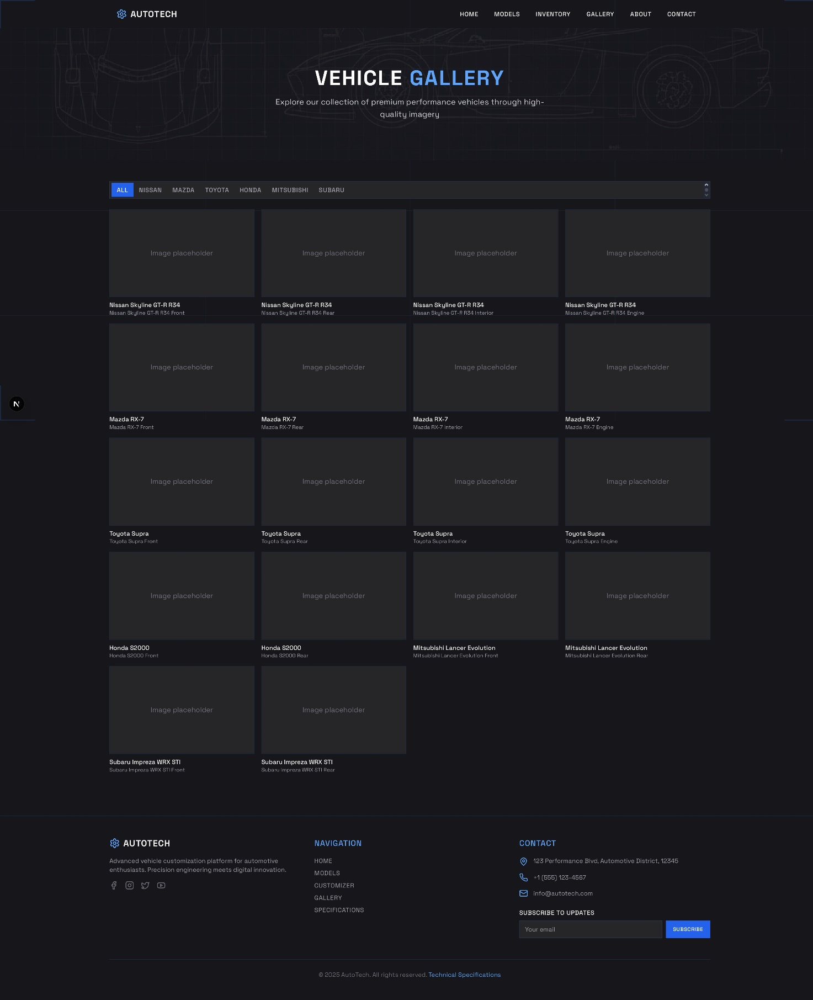 AUTOTECH
HOME MODELS INVENTORY GALLERY ABOUT CONTACT
VEHICLE GALLERY
Explore our collection of premium performance vehicles through high-
quality imagery
ALL NISSAN MAZDA TOYOTA HONDA MITSUBISHI SUBARU
Image placeholder Image placeholder Image placeholder Image placeholder
Nissan Skyline GT-R R34 Nissan Skyline GT-R R34 Nissan Skyline GT-R R34 Nissan Skyline GT-R R34
Nissan Skyline GT-R R34 Front Nissan Skyline GT-R R34 Rear Nissan Skyline GT-R R34 Interior Nissan Skyline GT-R R34 Engine
Image placeholder Image placeholder Image placeholder Image placeholder
N
Mazda RX-7 Mazda RX-7 Mazda RX-7 Mazda RX-7
Mazda RX-7 Front Mazda RX-7 Rear Mazda RX-7 Interior Mazda RX-7 Engine
Image placeholder Image placeholder Image placeholder Image placeholder
Toyota Supra Toyota Supra Toyota Supra Toyota Supra
Toyota Supra Front Toyota Supra Rear Toyota Supra Interior Toyota Supra Engine
Image placeholder Image placeholder Image placeholder Image placeholder
Honda S2000 Honda S2000 Mitsubishi Lancer Evolution Mitsubishi Lancer Evolution
Honda S2000 Front Honda S2000 Rear Mitsubishi Lancer Evolution Front Mitsubishi Lancer Evolution Rear
Image placeholder Image placeholder
Subaru Impreza WRX STI Subaru Impreza WRX STI
Subaru Impreza WRX STI Front Subaru Impreza WRX STI Rear
AUTOTECH
Advanced vehicle customization platform for automotive
enthusiasts. Precision engineering meets digital innovation.
NAVIGATION
HOME
MODELS
CUSTOMIZER
GALLERY
SPECIFICATIONS
CONTACT
123 Performance Blvd, Automotive District, 12345
+1 (555) 123-4567
info@autotech.com
SUBSCRIBE TO UPDATES
Your email SUBSCRIBE
© 2025 AutoTech. All rights reserved. Technical Specifications